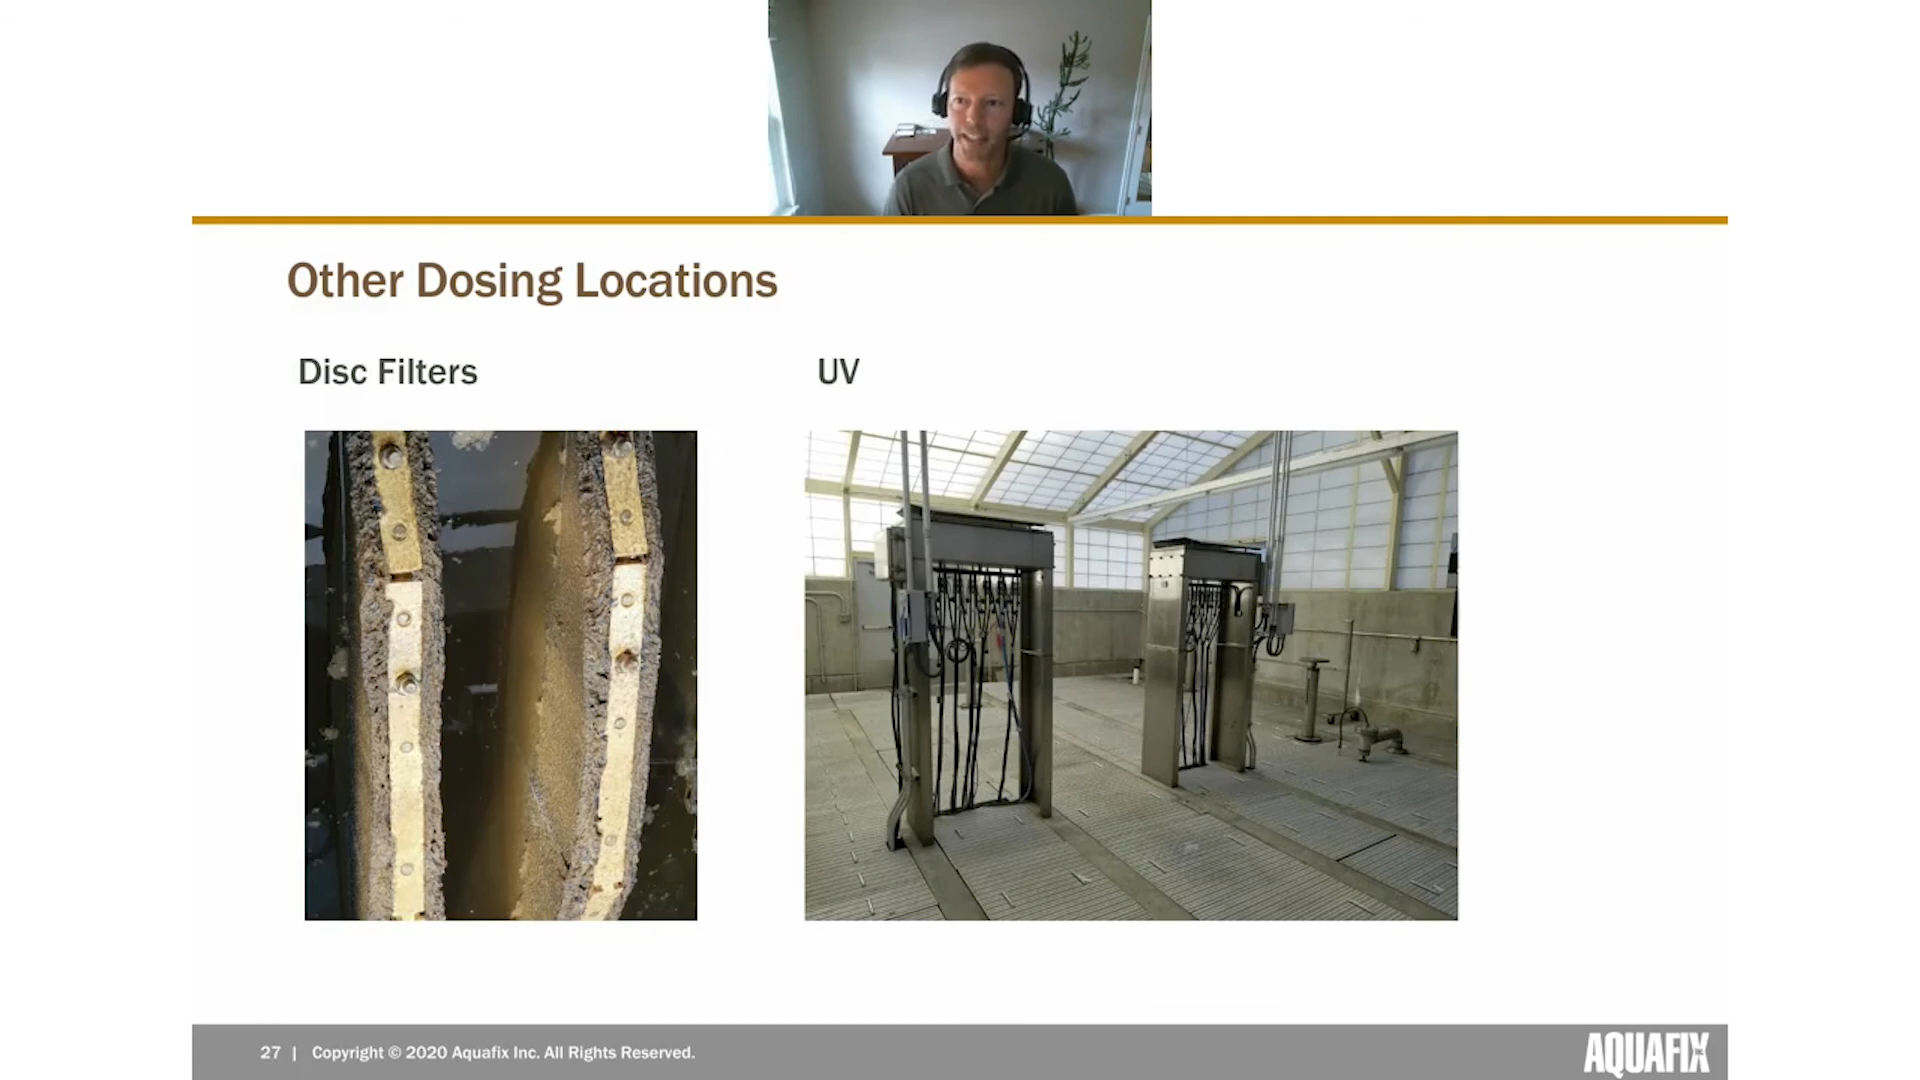 Other Dosing Locations
Disc Filters
UV
27 | Copyright © 2020 Aquafix Inc. All Rights Reserved.
AQUAFIX